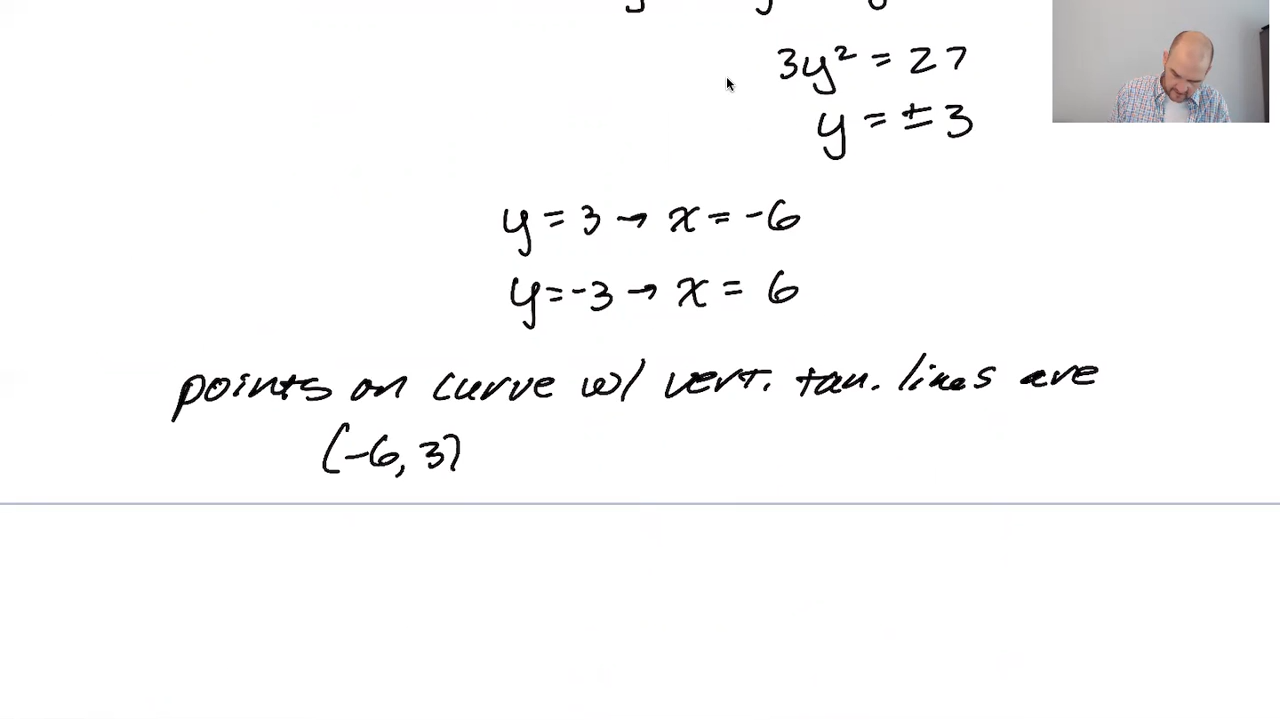 3y² = 27
y = ± 3
y = 3 → x = -6
y = -3 → x = 6
points on curve w/ vert. tan. lines are
(-6, 3)